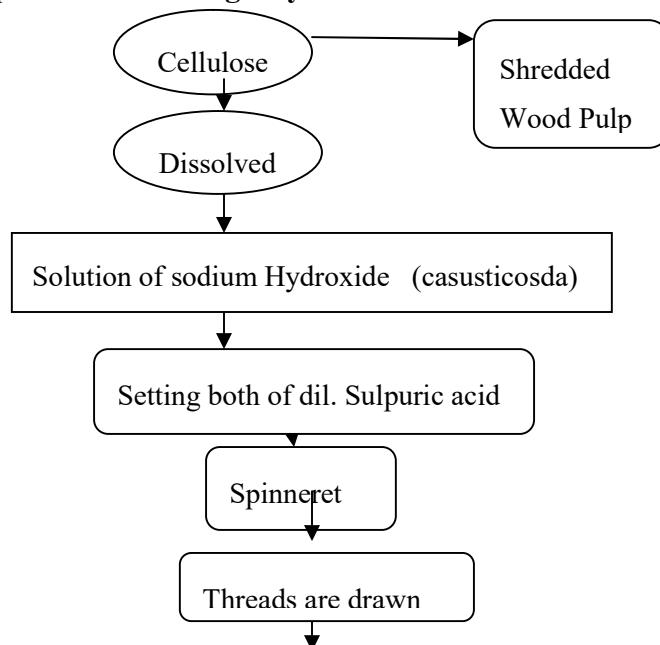 Cellulose
Shredded
Wood Pulp
Dissolved
Solution of sodium Hydroxide (casusticosda)
Setting both of dil. Sulpuric acid
Spinneret
Threads are drawn